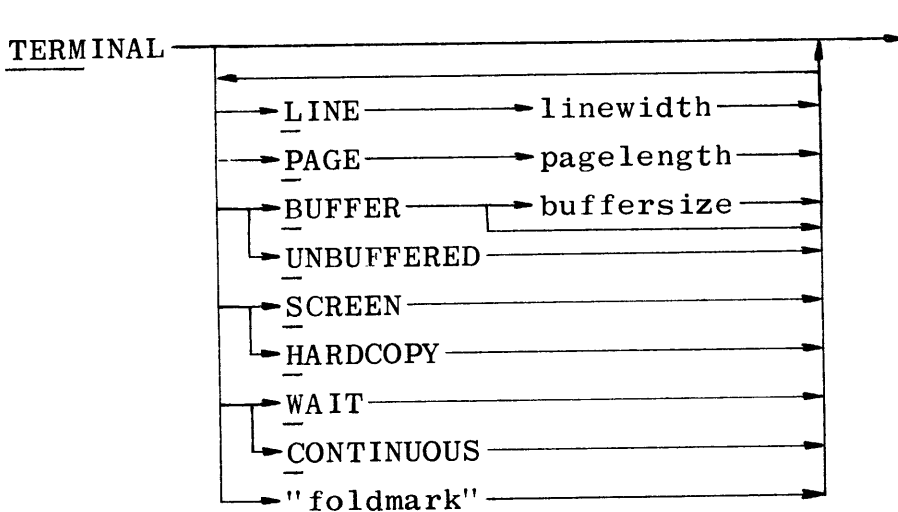 TERMINAL
LINE linewidth
PAGE pagelength
BUFFER buffersize
UNBUFFERED
SCREEN
HARDCOPY
WAIT
CONTINUOUS
"foldmark"